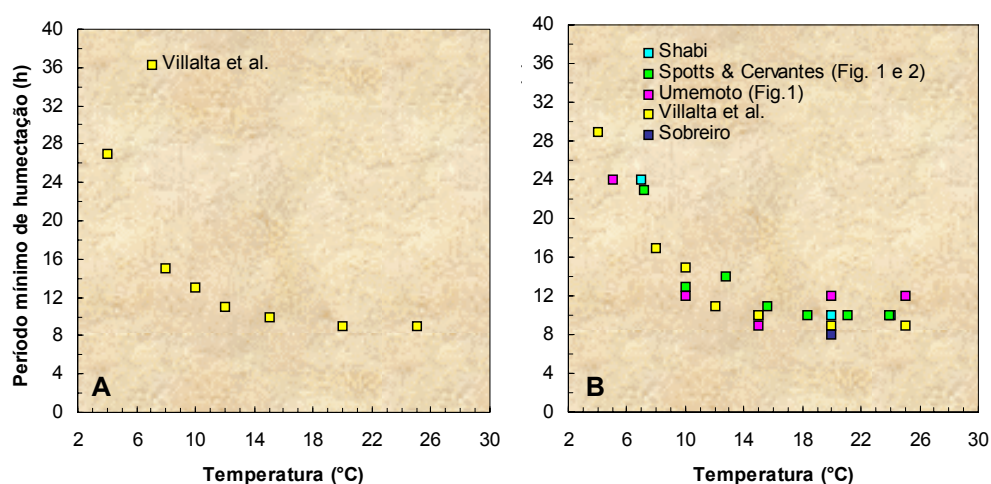 Período mínimo de humectação (h)
40
36
32
28
24
20
16
12
8
4
0
Villalta et al.
A
2 6 10 14 18 22 26 30
Temperatura (°C)
40
36
32
28
24
20
16
12
8
4
0
Shabi
Spotts & Cervantes (Fig. 1 e 2)
Umemoto (Fig.1)
Villalta et al.
Sobreiro
B
2 6 10 14 18 22 26 30
Temperatura (°C)